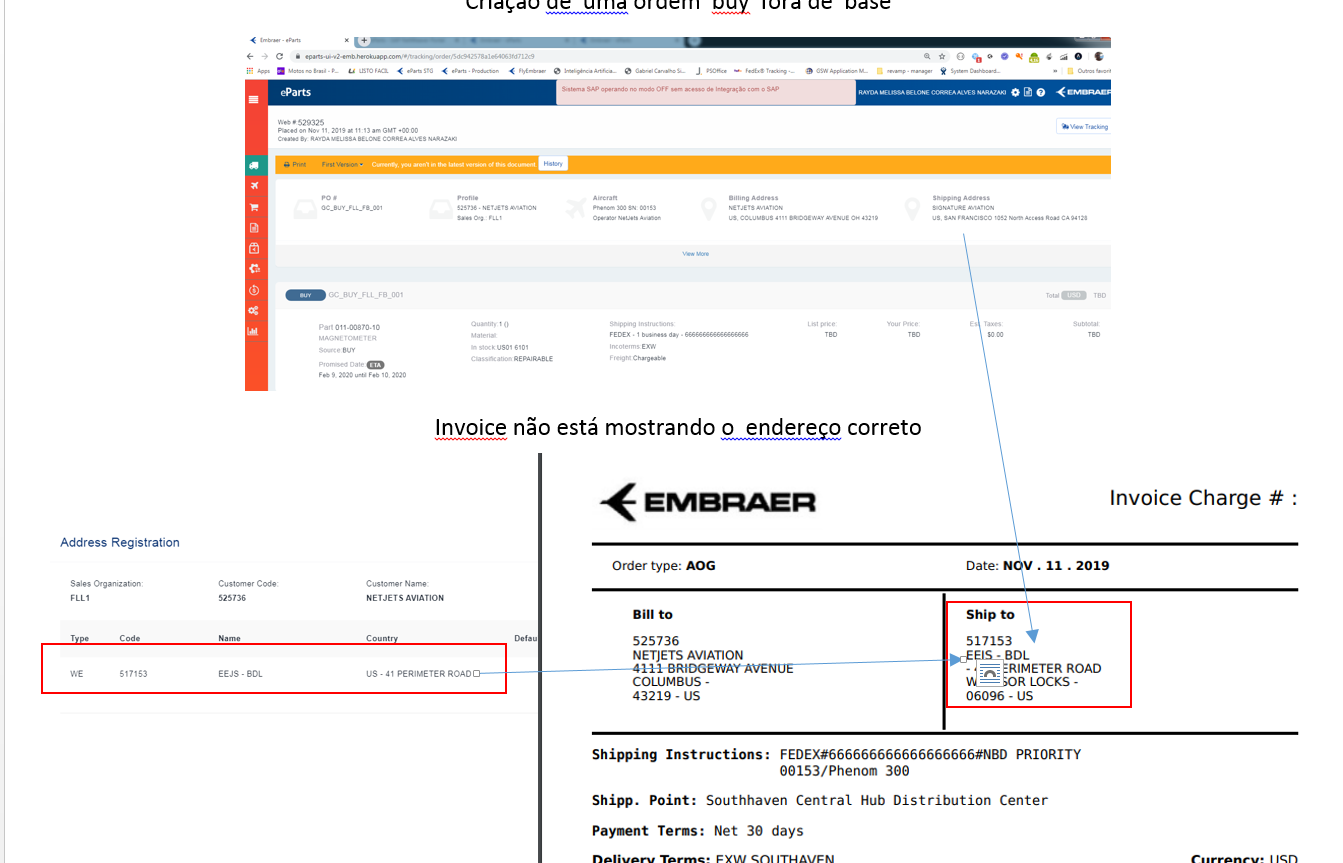 Criação de uma ordem buy fora de base
Embraer - eParts
eparts-ui-v2-emb.herokuapp.com/#/tracking/order/5dc942578a1e64063fd712c9
Apps Motos no Brasil - P... LISTO FACIL eParts STG eParts - Production FlyEmbraer Inteligência Artificia... Gabriel Carvalho Si... JPSOffice FedEx® Tracking -... GSW Application M... revamp - manager System Dashboard... » Outros favorit
eParts
Sistema SAP operando no modo OFF sem acesso de Integração com o SAP
RAYDA MELISSA BELONE CORREA ALVES NARAZAKI
EMBRAER
Web # 529325
Placed on Nov 11, 2019 at 11:13 am GMT +00:00
Created By: RAYDA MELISSA BELONE CORREA ALVES NARAZAKI
View Tracking
Print First Version Currently, you aren't in the latest version of this document. History
PO # Profile Aircraft Billing Address Shipping Address
GC_BUY_FLL_FB_001 525736 - NETJETS AVIATION Phenom 300 SN: 00153 NETJETS AVIATION SIGNATURE AVIATION
Sales Org.: FLL1 Operator NetJets Aviation US, COLUMBUS 4111 BRIDGEWAY AVENUE OH 43219 US, SAN FRANCISCO 1052 North Access Road CA 94128
View More
BUY GC_BUY_FLL_FB_001 Total USD TBD
Part 011-00870-10 Quantity:1 () Shipping Instructions: List price: Your Price: Est. Taxes: Subtotal:
MAGNETOMETER Material: FEDEX - 1 business day - 666666666666666666 TBD TBD $0.00 TBD
Source BUY In stock US01 6101 Incoterms EXW
Promised Date ETA Classification REPAIRABLE Freight Chargeable
Feb 9, 2020 until Feb 10, 2020
Invoice não está mostrando o endereço correto
Address Registration
Sales Organization: Customer Code: Customer Name:
FLL1 525736 NETJETS AVIATION
Type Code Name Country Defau
WE 517153 EEJS - BDL US - 41 PERIMETER ROAD
EMBRAER
Invoice Charge # :
Order type: AOG Date: NOV . 11 . 2019
Bill to
525736
NETJETS AVIATION
4111 BRIDGEWAY AVENUE
COLUMBUS -
43219 - US
Ship to
517153
EEJS - BDL
ERIMETER ROAD
SOR LOCKS -
06096 - US
Shipping Instructions: FEDEX#666666666666666666#NBD PRIORITY
00153/Phenom 300
Shipp. Point: Southhaven Central Hub Distribution Center
Payment Terms: Net 30 days
Delivery Terms: EXW SOUTHAVEN Currency: USD